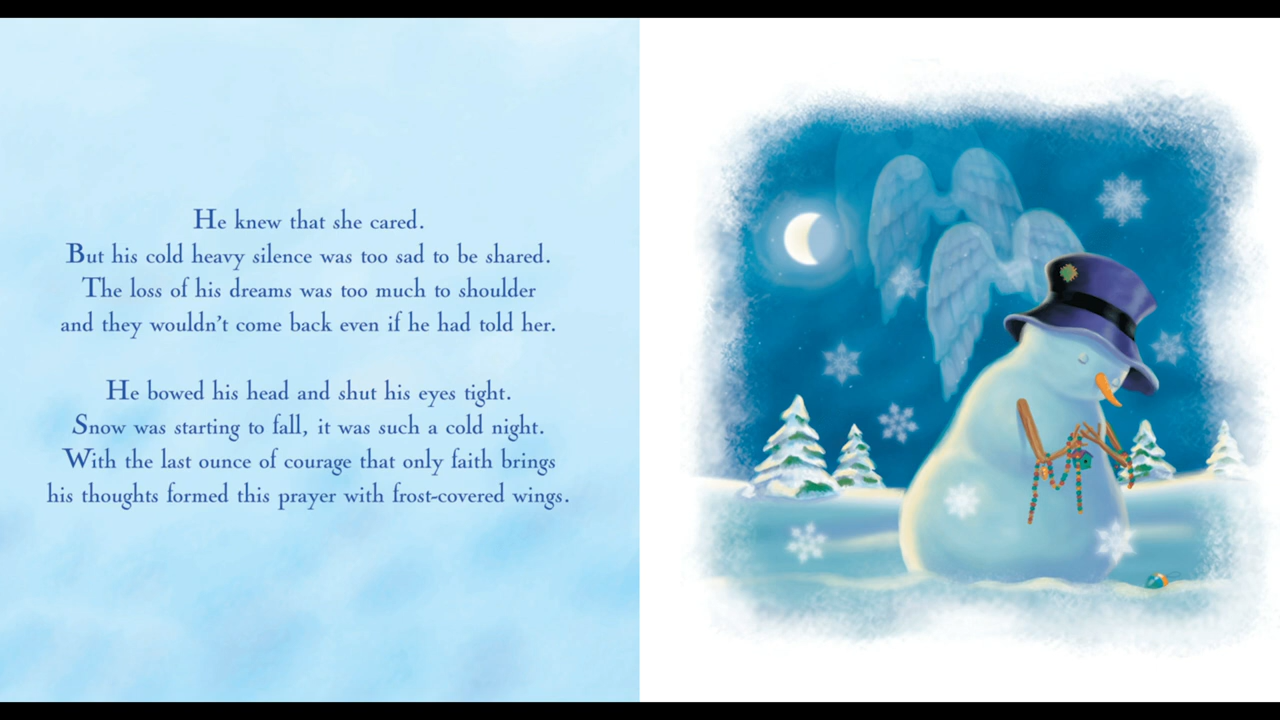 He knew that she cared.
But his cold heavy silence was too sad to be shared.
The loss of his dreams was too much to shoulder
and they wouldn't come back even if he had told her.
He bowed his head and shut his eyes tight.
Snow was starting to fall, it was such a cold night.
With the last ounce of courage that only faith brings
his thoughts formed this prayer with frost-covered wings.